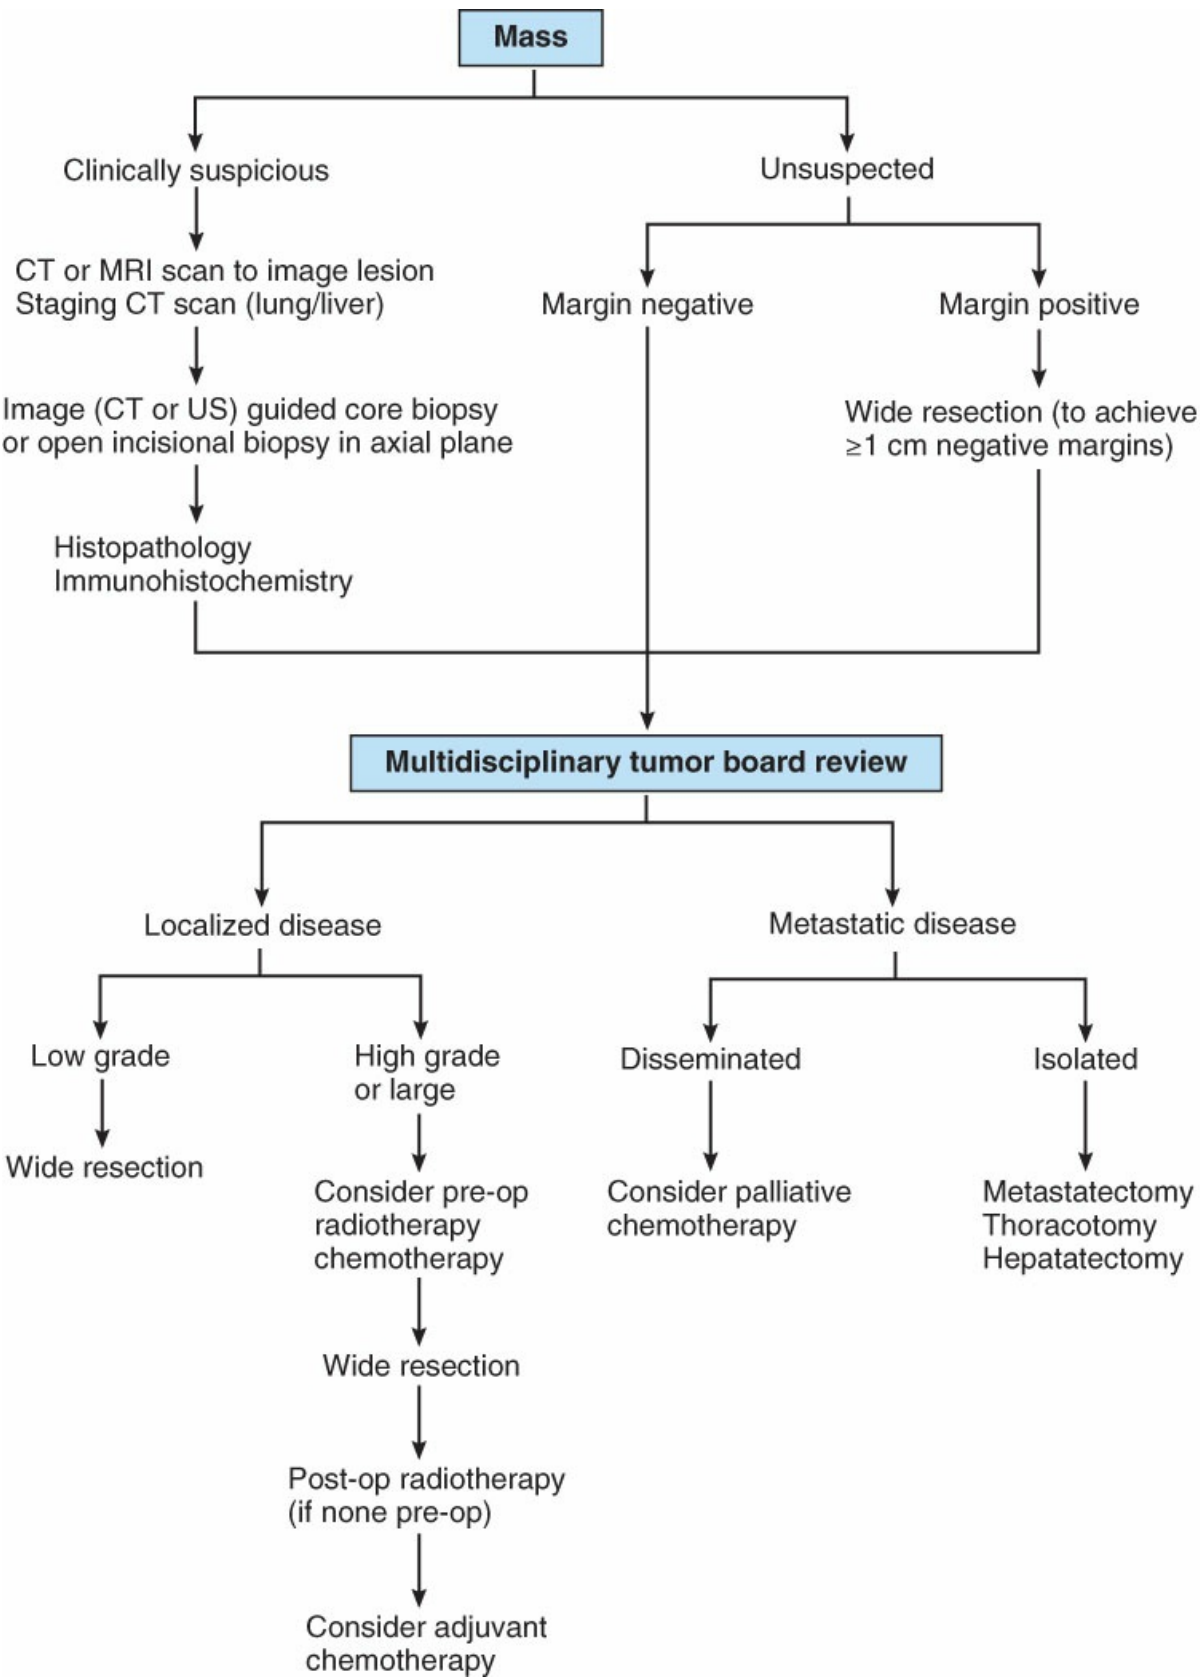 Mass
Clinically suspicious
Unsuspected
CT or MRI scan to image lesion
Staging CT scan (lung/liver)
Margin negative
Margin positive
Image (CT or US) guided core biopsy
or open incisional biopsy in axial plane
Wide resection (to achieve
≥1 cm negative margins)
Histopathology
Immunohistochemistry
Multidisciplinary tumor board review
Localized disease
Metastatic disease
Low grade
High grade
or large
Disseminated
Isolated
Wide resection
Consider pre-op
radiotherapy
chemotherapy
Consider palliative
chemotherapy
Metastatectomy
Thoracotomy
Hepatatectomy
Wide resection
Post-op radiotherapy
(if none pre-op)
Consider adjuvant
chemotherapy